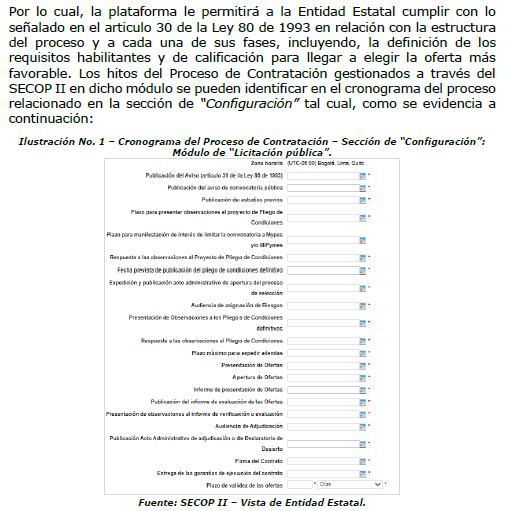 Por lo cual, la plataforma le permitirá a la Entidad Estatal cumplir con lo
señalado en el articulo 30 de la Ley 80 de 1993 en relación con la estructura
del proceso y a cada una de sus fases, incluyendo, la definición de los
requisitos habilitantes y de calificación para llegar a elegir la oferta más
favorable. Los hitos del Proceso de Contratación gestionados a través del
SECOP II en dicho módulo se pueden identificar en el cronograma del proceso
relacionado en la sección de "Configuración" tal cual, como se evidencia a
continuación:
Ilustración No. 1 – Cronograma del Proceso de Contratación – Sección de "Configuración":
Módulo de "Licitación pública".
Zona horaria (UTC-05:00) Bogotá, Lima, Quito
Publicación del Aviso (artículo 30 de la Ley 80 de 1993) *
Publicación del aviso de convocatoria pública *
Publicación de estudios previos *
Plazo para presentar observaciones al proyecto de Pliego de *
Condiciones
Plazo para manifestación de interés de limitar la convocatoria a Mypes
y/o MiPymes
Respuesta a las observaciones al Proyecto de Pliego de Condiciones *
Fecha prevista de publicación del pliego de condiciones definitivo *
Expedición y publicación acto administrativo de apertura del proceso *
de selección
Audiencia de asignación de Riesgos *
Presentación de Observaciones a los Pliegos de Condiciones *
definitivos
Respuesta a las observaciones al Pliego de Condiciones *
Plazo máximo para expedir adendas *
Presentación de Ofertas *
Apertura de Ofertas *
Informe de presentación de Ofertas *
Publicación del informe de evaluación de las Ofertas *
Presentación de observaciones al informe de verificación o evaluación *
Audiencia de Adjudicación *
Publicación Acto Administrativo de adjudicación o de Declaratoria de *
Desierto
Firma del Contrato *
Entrega de las garantías de ejecución del contrato *
Plazo de validez de las ofertas * Días *
Fuente: SECOP II – Vista de Entidad Estatal.